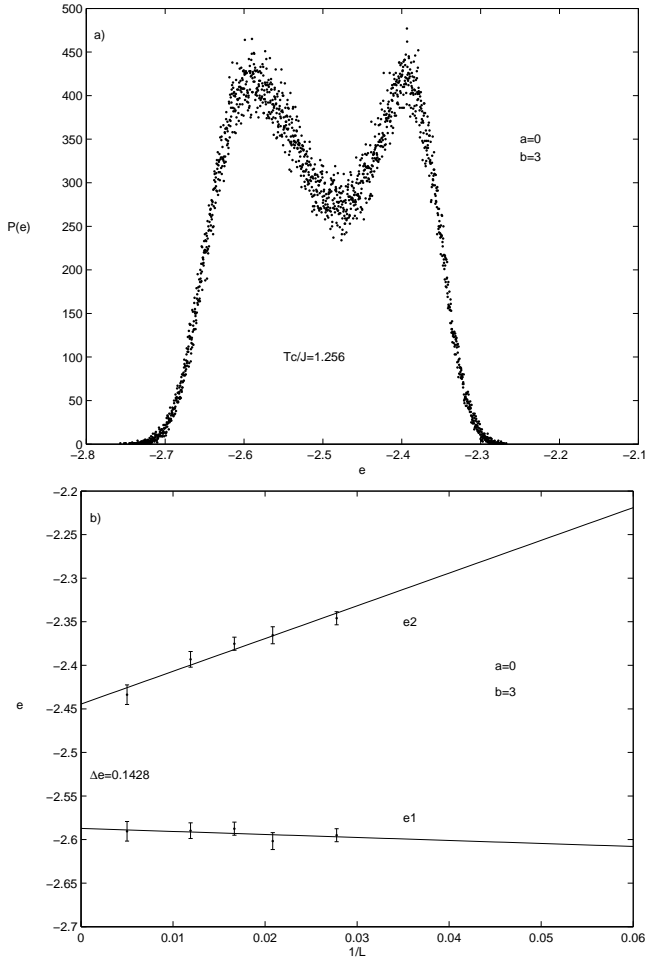 500
a)
450
400
350
a=0
b=3
300
P(e)
250
200
150
100
Tc/J=1.256
50
0
−2.8
−2.7
−2.6
−2.5
−2.4
−2.3
−2.2
−2.1
e
−2.2
b)
−2.25
−2.3
−2.35
e2
−2.4
a=0
b=3
−2.45
e
−2.5
Δe=0.1428
−2.55
e1
−2.6
−2.65
−2.7
0
0.01
0.02
0.03
0.04
0.05
0.06
1/L